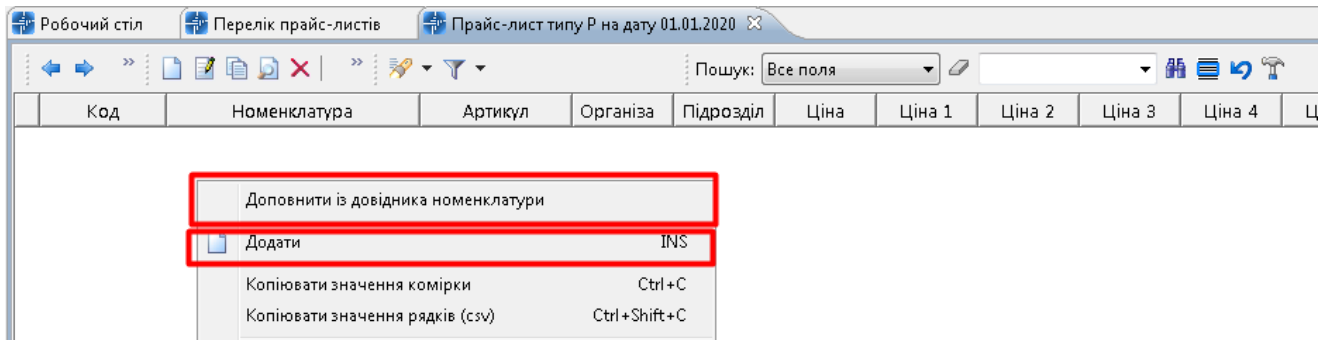 Робочий стіл Перелік прайс-листів Прайс-лист типу Р на дату 01.01.2020
Пошук: Все поля
Код Номенклатура Артикул Організа Підрозділ Ціна Ціна 1 Ціна 2 Ціна 3 Ціна 4 Ц
Доповнити із довідника номенклатури
Додати INS
Копіювати значення комірки Ctrl+C
Копіювати значення рядків (csv) Ctrl+Shift+C